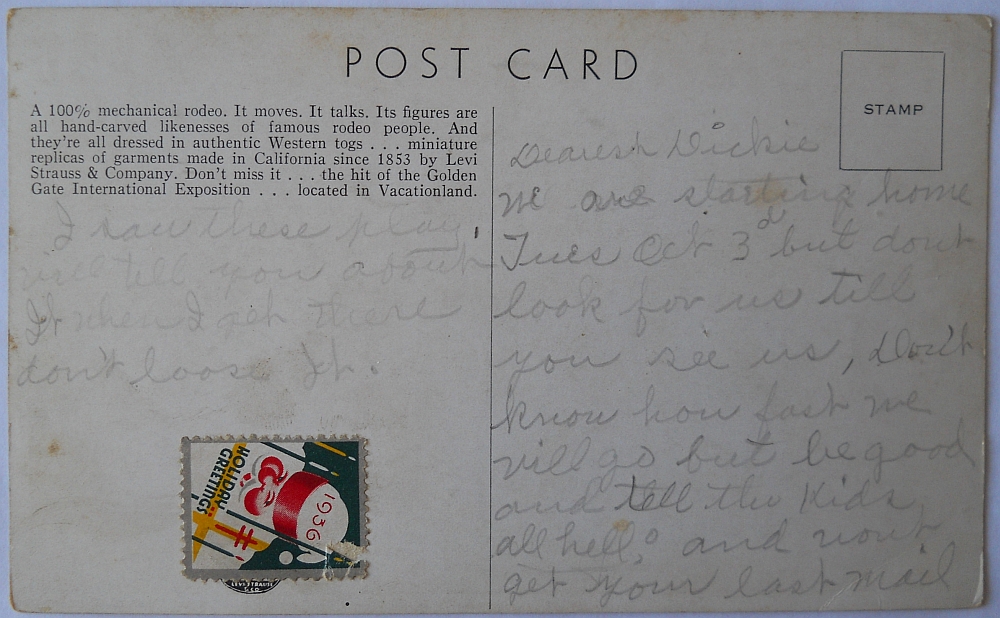 POST CARD
STAMP
A 100% mechanical rodeo. It moves. It talks. Its figures are
all hand-carved likenesses of famous rodeo people. And
they're all dressed in authentic Western togs . . . miniature
replicas of garments made in California since 1853 by Levi
Strauss & Company. Don't miss it . . . the hit of the Golden
Gate International Exposition . . . located in Vacationland.
I saw these play,
will tell you about
It when I get there
don't loose It.
HOLIDAY
GREETINGS
1936
LEVI STRAUSS
& CO.
Dearest Dickie
we are starting home
Tues Oct 3d but dont
look for us till
you see us, Don't
know how fast we
will go but be good
and tell the Kids,
all hello, and
get your last mail